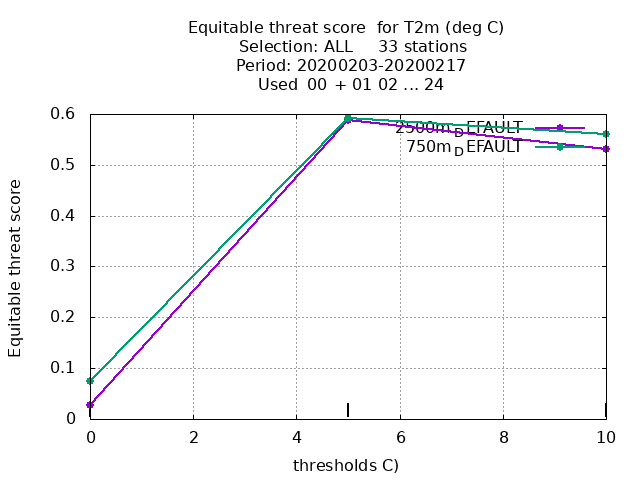 Equitable threat score  for T2m (deg C)
Selection: ALL     33 stations
Period: 20200203-20200217
Used  00  + 01 02 ... 24
0.6
0.5
0.4
0.3
0.2
0.1
0
Equitable threat score
2500m_DEFAULT
750m_DEFAULT
0 2 4 6 8 10
thresholds C)